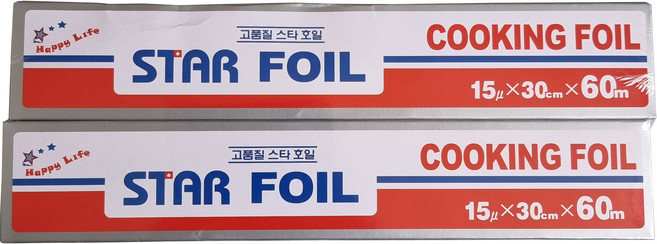 Happy Life
고품질 스타 호일
STAR FOIL
COOKING FOIL
15μ×30cm×60m
Happy Life
고품질 스타 호일
STAR FOIL
COOKING FOIL
15μ×30cm×60m